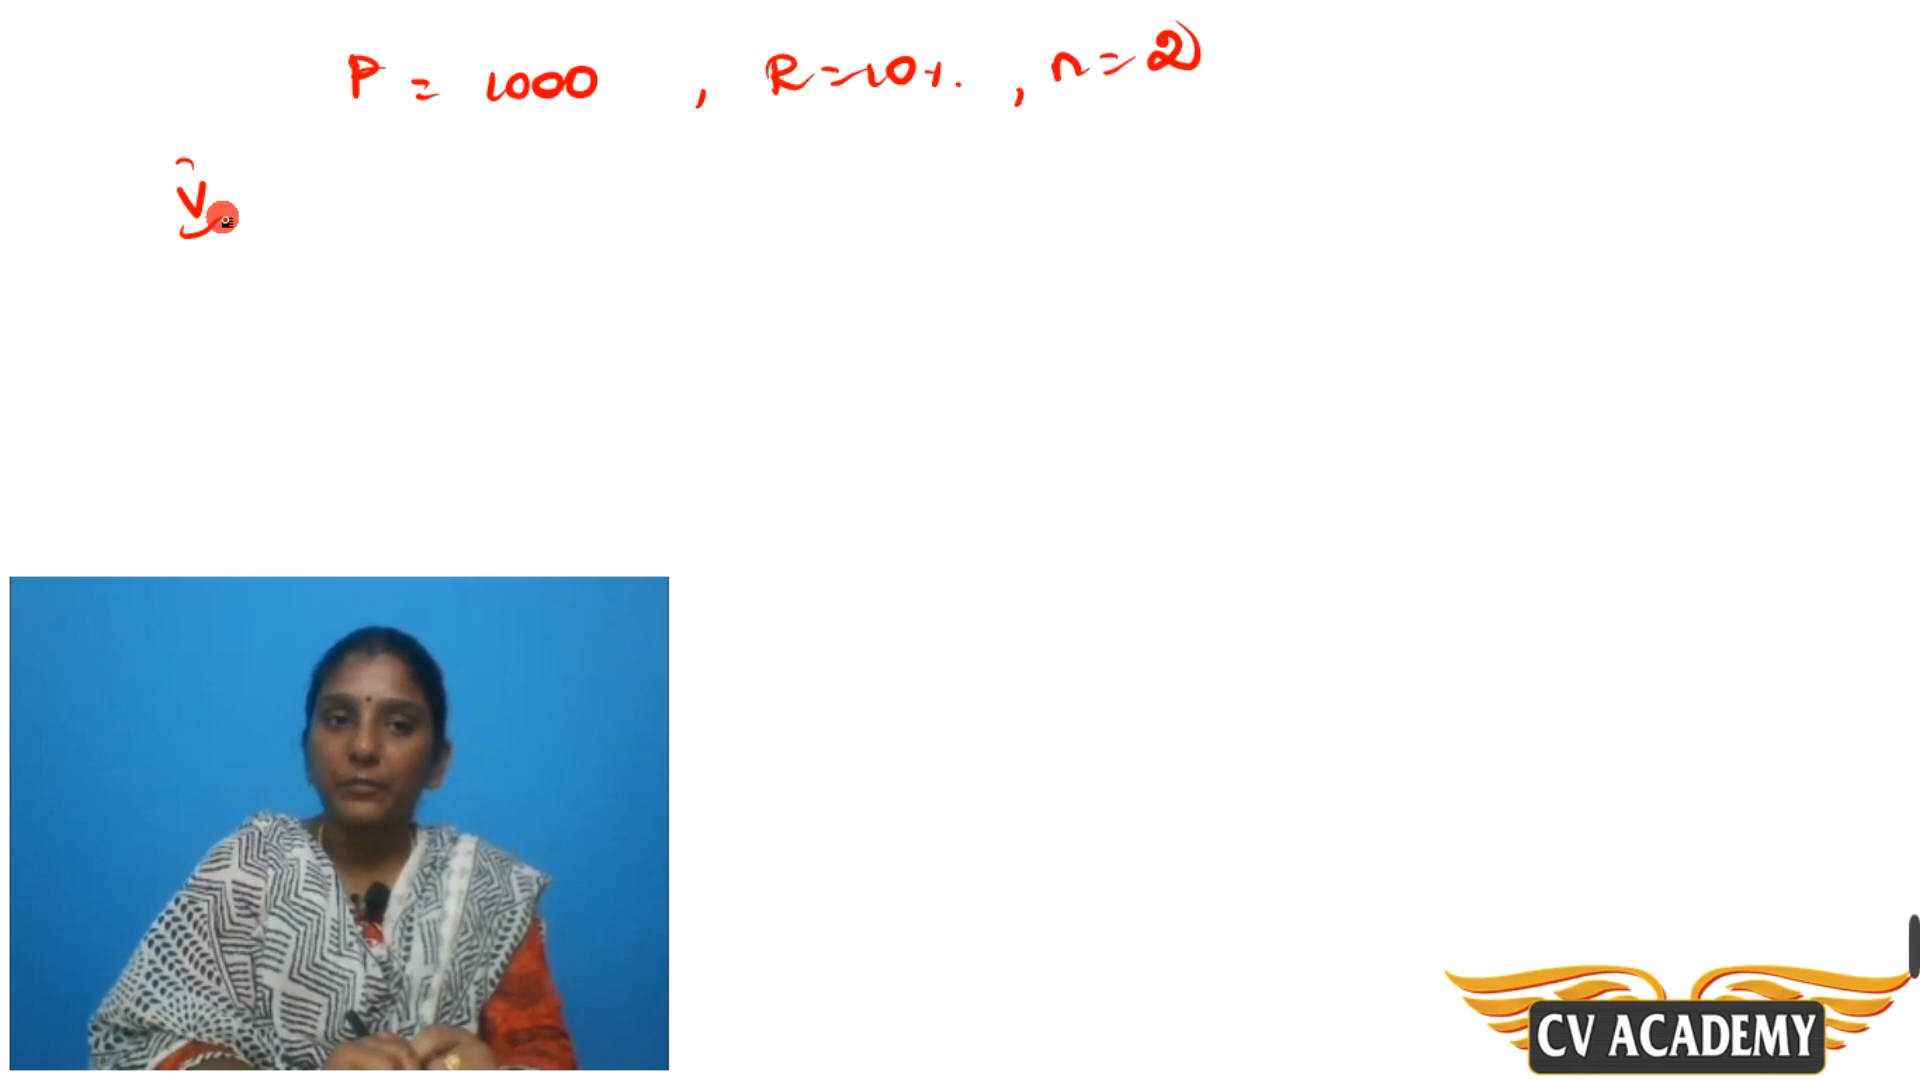 P = 1000 , R = 10% , n = 2
CV ACADEMY